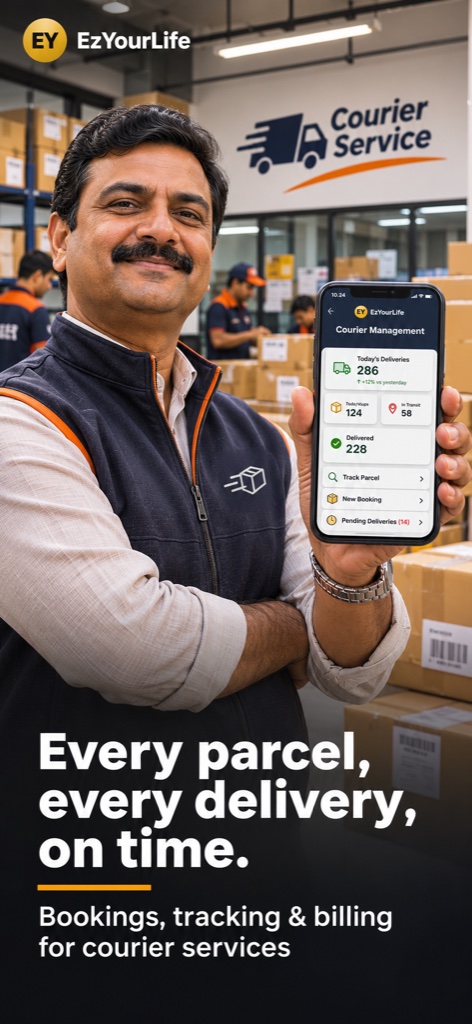 EY EzYourLife
Courier
Service
10.24
EY EzYourLife
Courier Management
Today's Deliveries
286
+12% vs yesterday
124
In Transit
58
Delivered
228
Track Parcel
New Booking
Pending Deliveries (14)
Every parcel,
every delivery,
on time.
Bookings, tracking & billing
for courier services